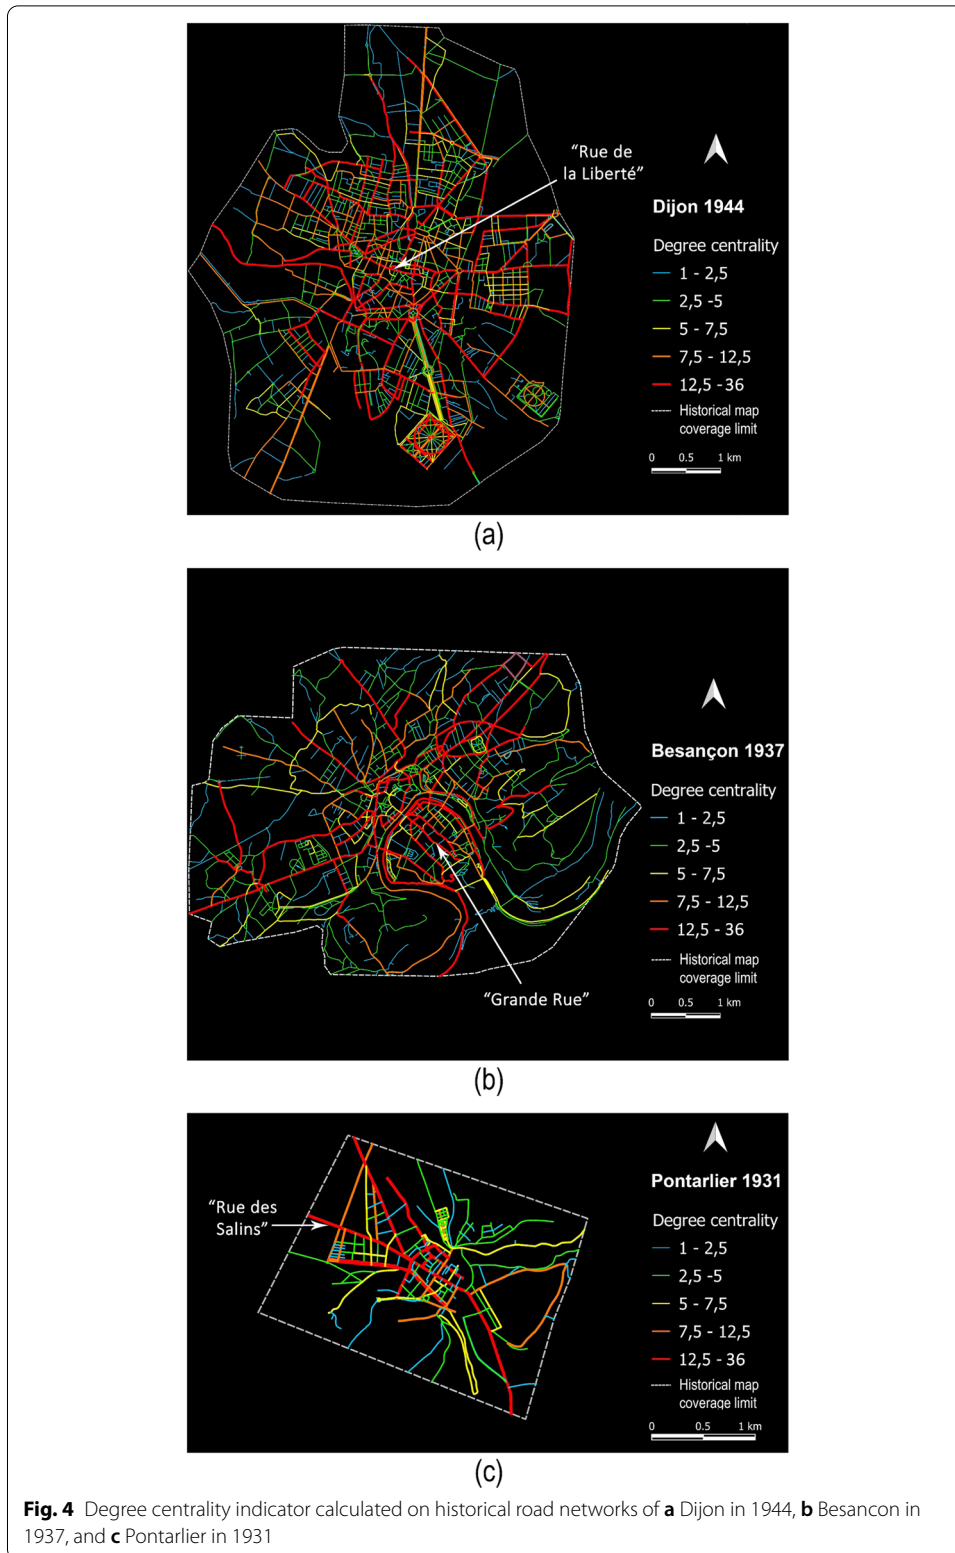 “Rue de
la Liberté”
Dijon 1944
Degree centrality
1 - 2,5
2,5 -5
5 - 7,5
7,5 - 12,5
12,5 - 36
Historical map
coverage limit
0 0.5 1 km
(a)
Besançon 1937
Degree centrality
1 - 2,5
2,5 -5
5 - 7,5
7,5 - 12,5
12,5 - 36
Historical map
coverage limit
0 0.5 1 km
“Grande Rue”
(b)
“Rue des
Salins”
Pontarlier 1931
Degree centrality
1 - 2,5
2,5 -5
5 - 7,5
7,5 - 12,5
12,5 - 36
Historical map
coverage limit
0 0.5 1 km
(c)
Fig. 4 Degree centrality indicator calculated on historical road networks of a Dijon in 1944, b Besancon in
1937, and c Pontarlier in 1931